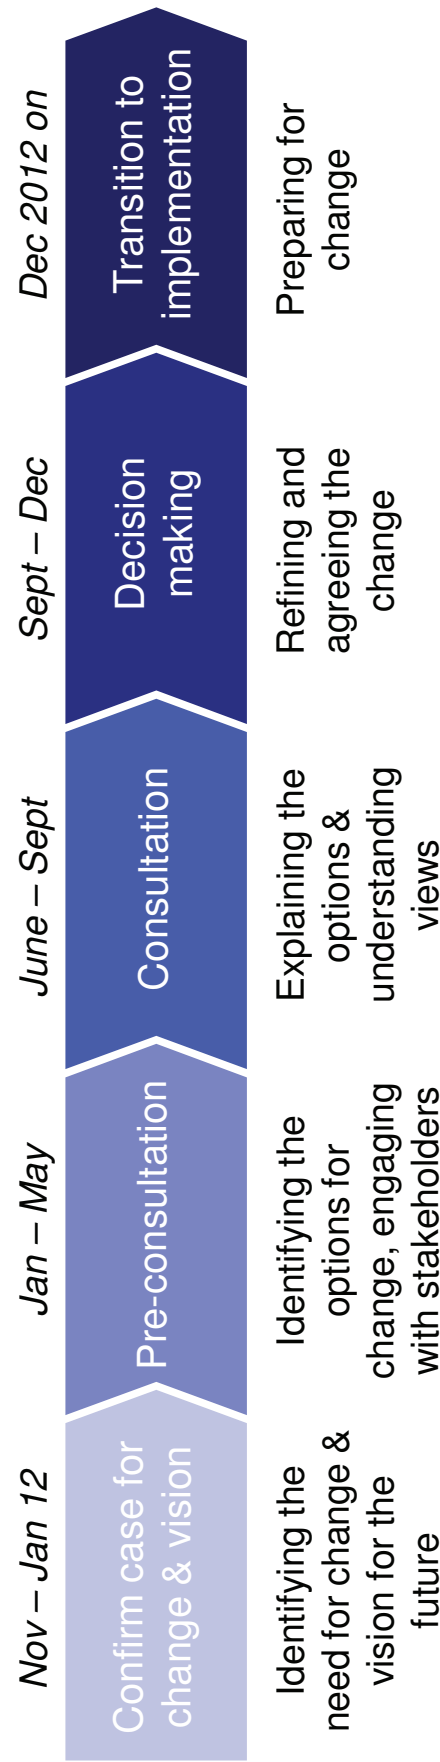 Nov – Jan 12
Jan – May
June – Sept
Sept – Dec
Dec 2012 on
Confirm case for
change & vision
Pre-consultation
Consultation
Decision
making
Transition to
implementation
Identifying the
need for change &
vision for the
future
Identifying the
options for
change, engaging
with stakeholders
Explaining the
options &
understanding
views
Refining and
agreeing the
change
Preparing for
change